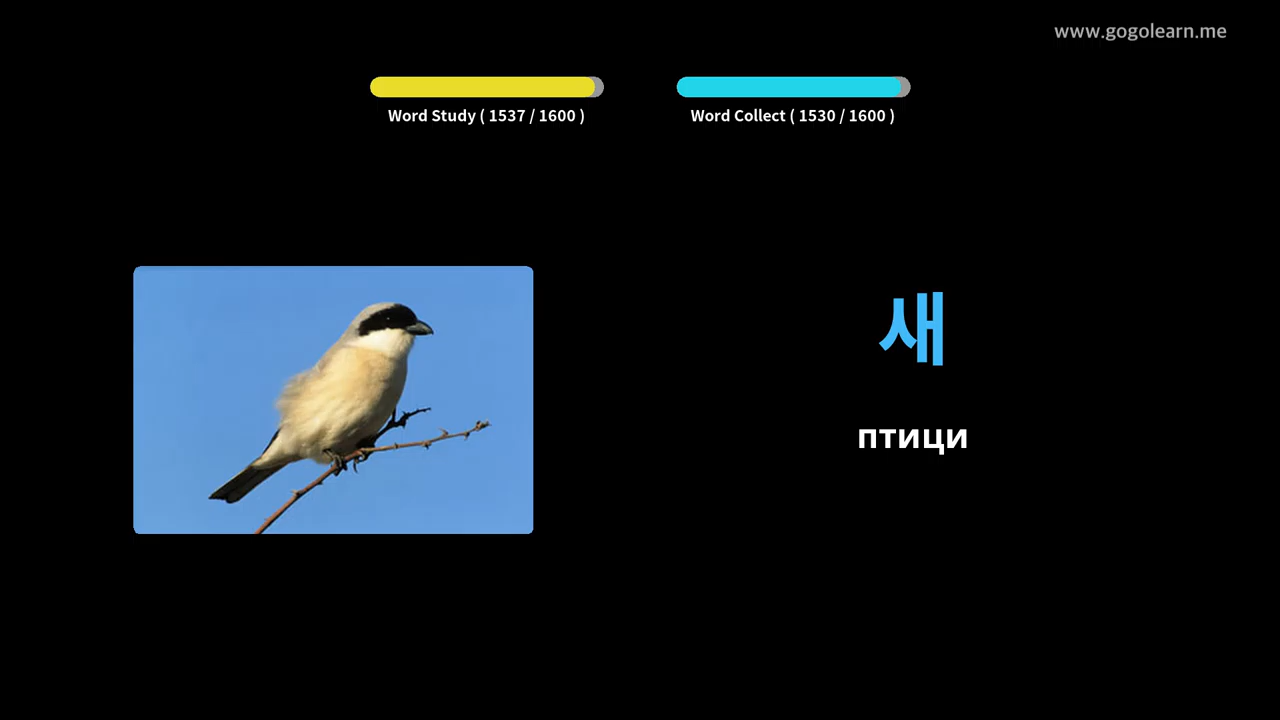 www.gogolearn.me
Word Study ( 1537 / 1600 )
Word Collect ( 1530 / 1600 )
새
птици